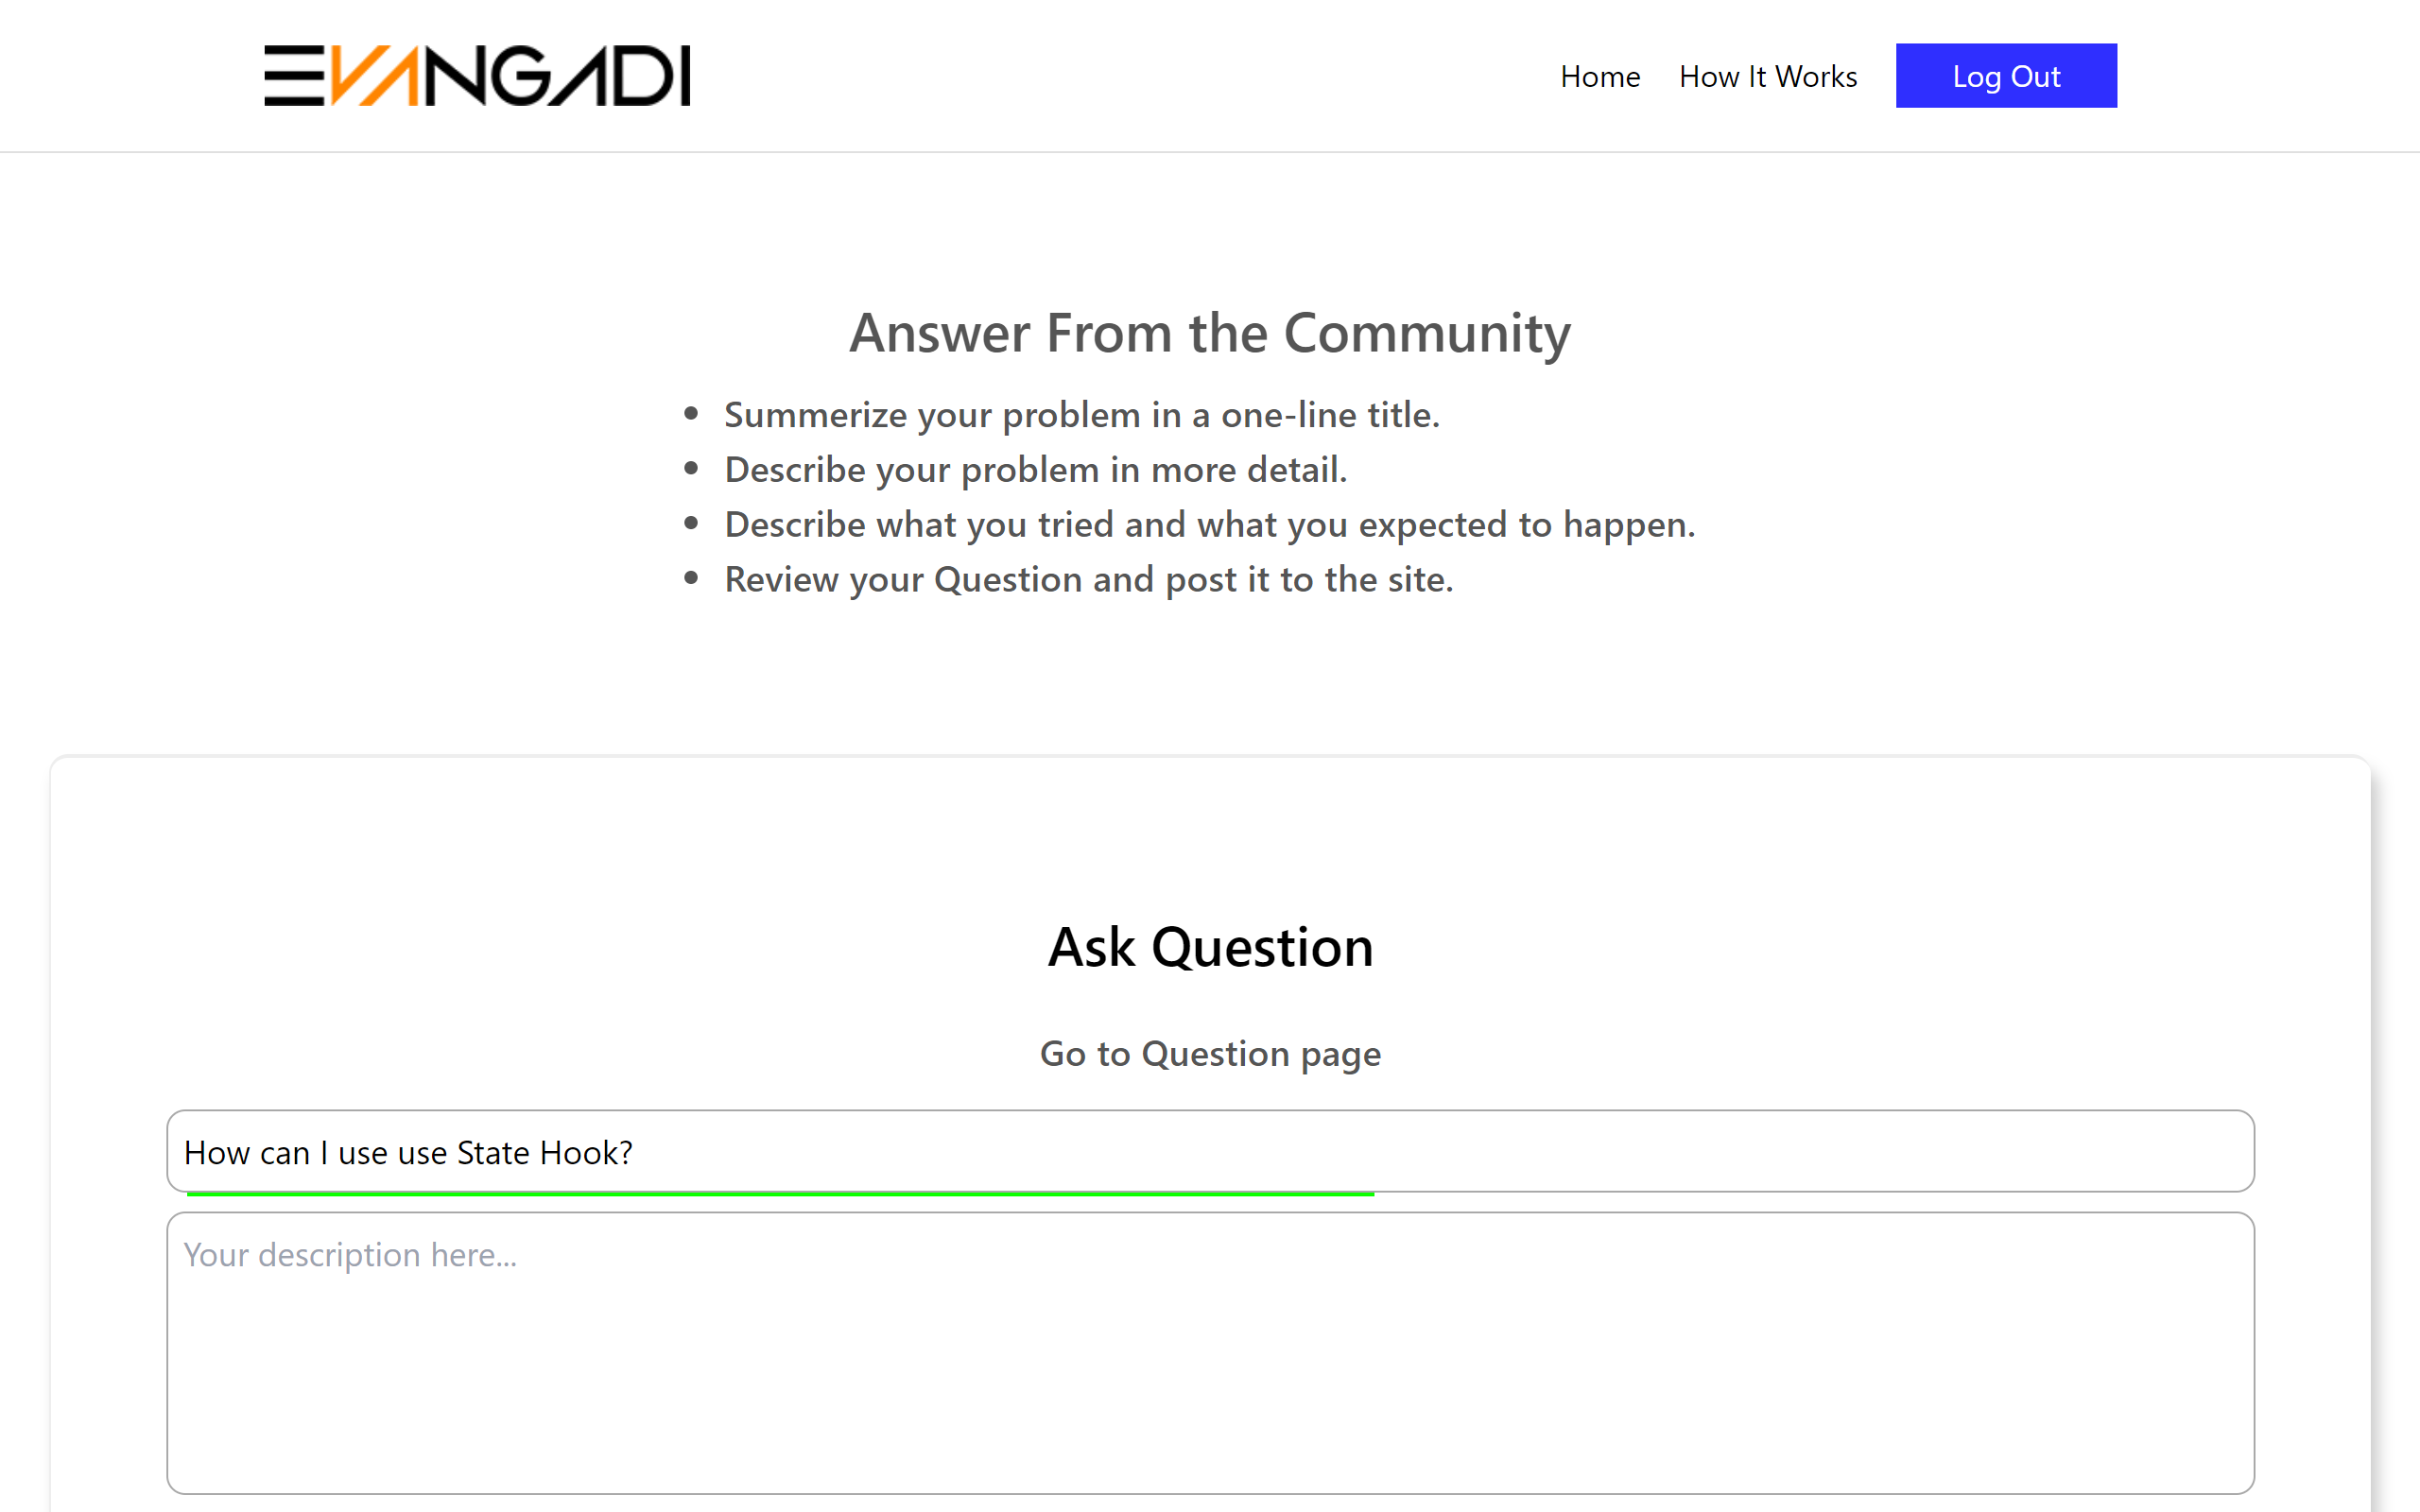 EVANGADI
Home How It Works Log Out
Answer From the Community
Summerize your problem in a one-line title.
Describe your problem in more detail.
Describe what you tried and what you expected to happen.
Review your Question and post it to the site.
Ask Question
Go to Question page
How can I use use State Hook?
Your description here...